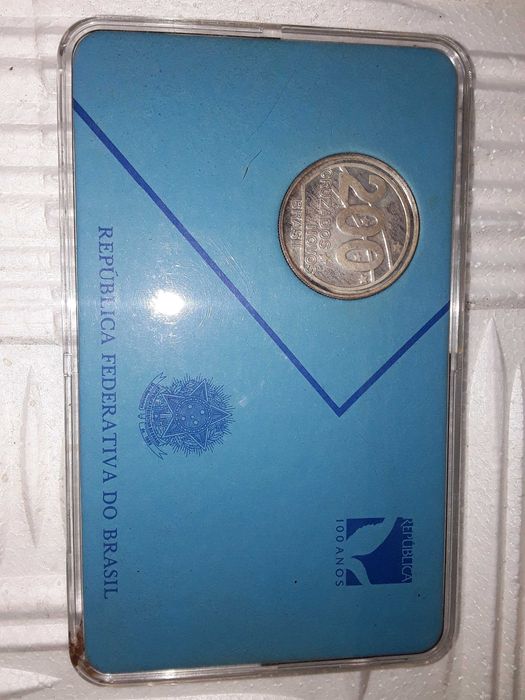 200
CRUZADOS
NOVOS
BRASIL
REPÚBLICA FEDERATIVA DO BRASIL
REPÚBLICA
100 ANOS